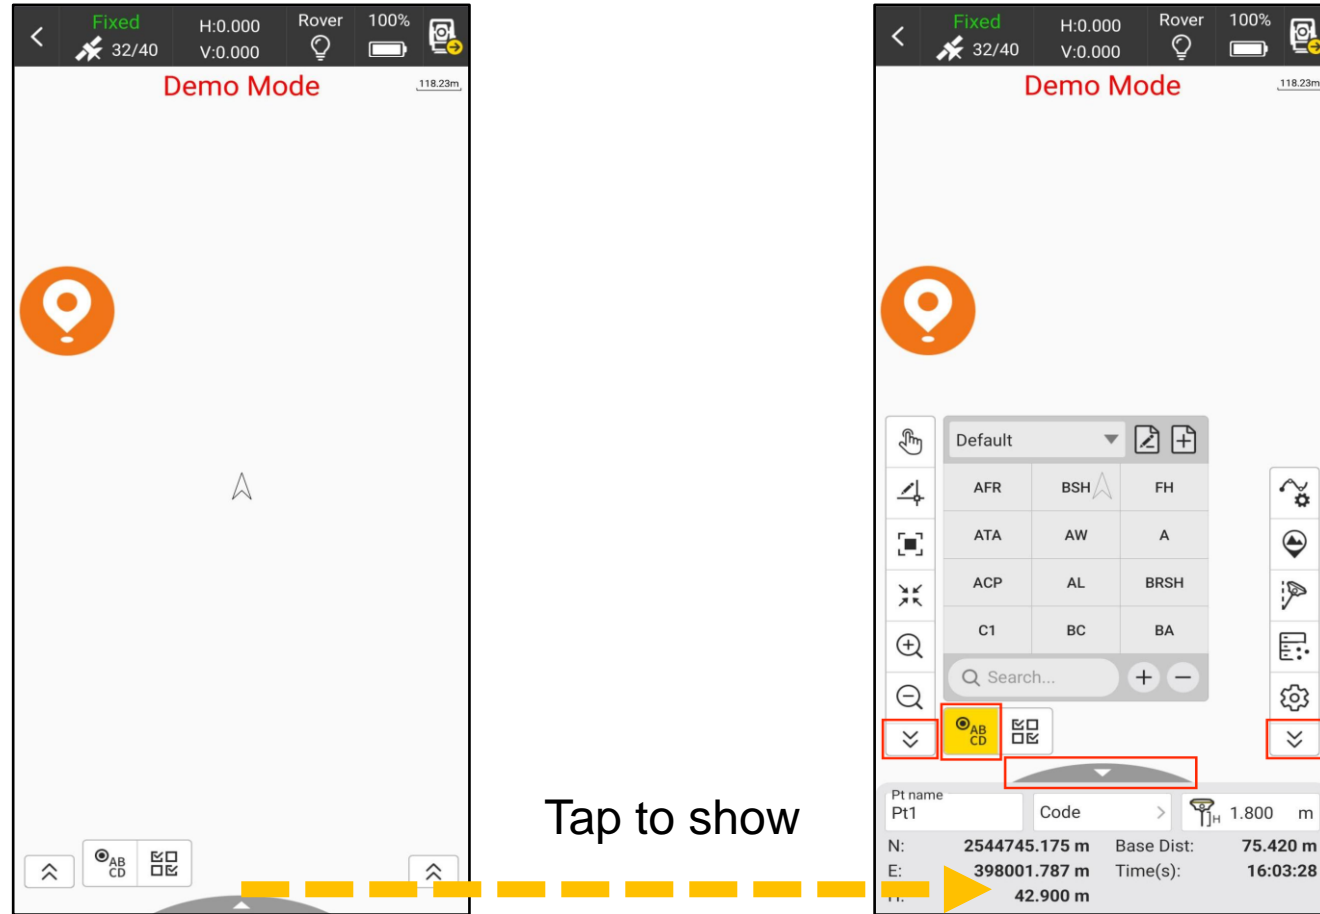 Fixed
32/40
H:0.000
V:0.000
Rover
100%
Demo Mode
118.23m
AB
CD
Tap to show
Fixed
32/40
H:0.000
V:0.000
Rover
100%
Demo Mode
118.23m
Default
AFR BSH FH
ATA AW A
ACP AL BRSH
C1 BC BA
Search...
AB
CD
Pt name
Pt1
Code
H 1.800 m
N: 2544745.175 m Base Dist: 75.420 m
E: 398001.787 m Time(s): 16:03:28
42.900 m